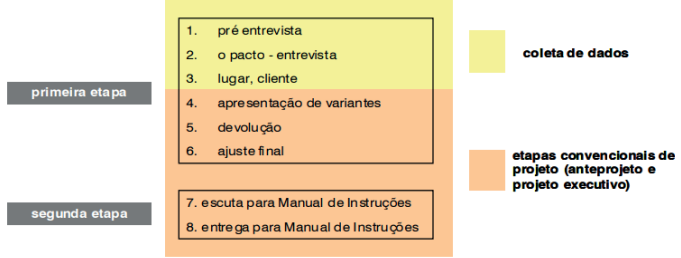 1. pré entrevista
2. o pacto - entrevista
3. lugar, cliente
primeira etapa
4. apresentação de variantes
5. devolução
6. ajuste final
segunda etapa
7. escuta para Manual de Instruções
8. entrega para Manual de Instruções
coleta de dados
etapas convencionais de
projeto (anteprojeto e
projeto executivo)